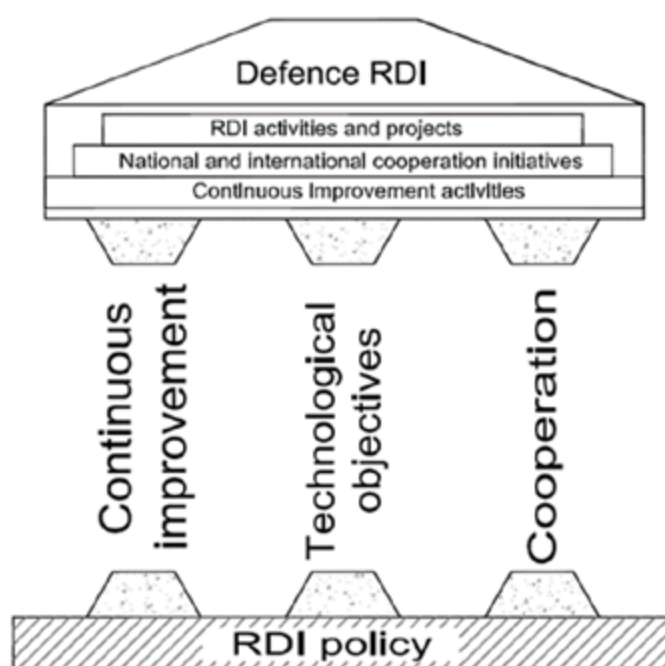 Defence RDI
RDI activities and projects
National and international cooperation initiatives
Continuous improvement activities
Continuous
improvement
Technological
objectives
Cooperation
RDI policy